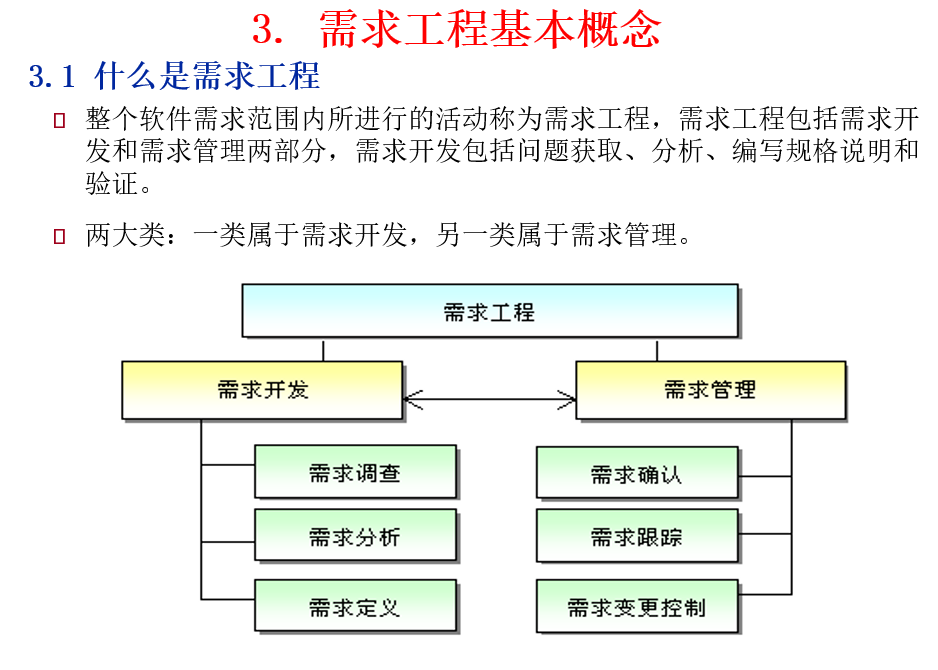 3. 需求工程基本概念
3.1 什么是需求工程
整个软件需求范围内所进行的活动称为需求工程，需求工程包括需求开
发和需求管理两部分，需求开发包括问题获取、分析、编写规格说明和
验证。
两大类：一类属于需求开发，另一类属于需求管理。
需求工程
需求开发
需求管理
需求调查
需求确认
需求分析
需求跟踪
需求定义
需求变更控制